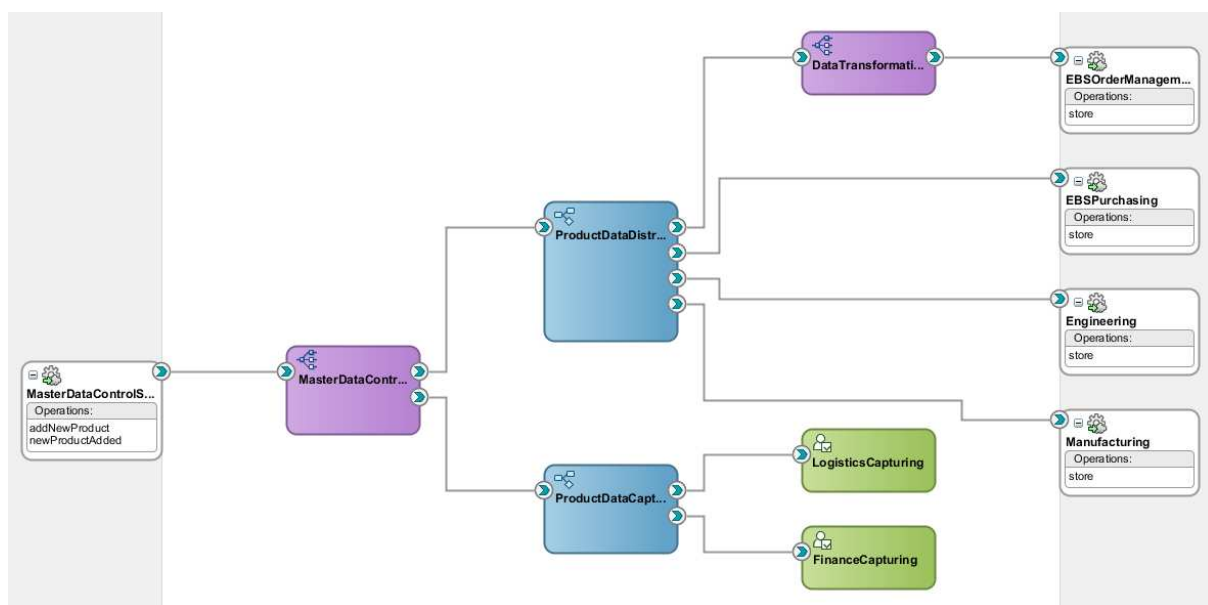 DataTransformati...
EBSOrderManagem...
Operations:
store
EBSPurchasing
Operations:
store
ProductDataDistr...
Engineering
Operations:
store
MasterDataContr...
MasterDataControlS...
Operations:
addNewProduct
newProductAdded
Manufacturing
Operations:
store
LogisticsCapturing
ProductDataCapt...
FinanceCapturing